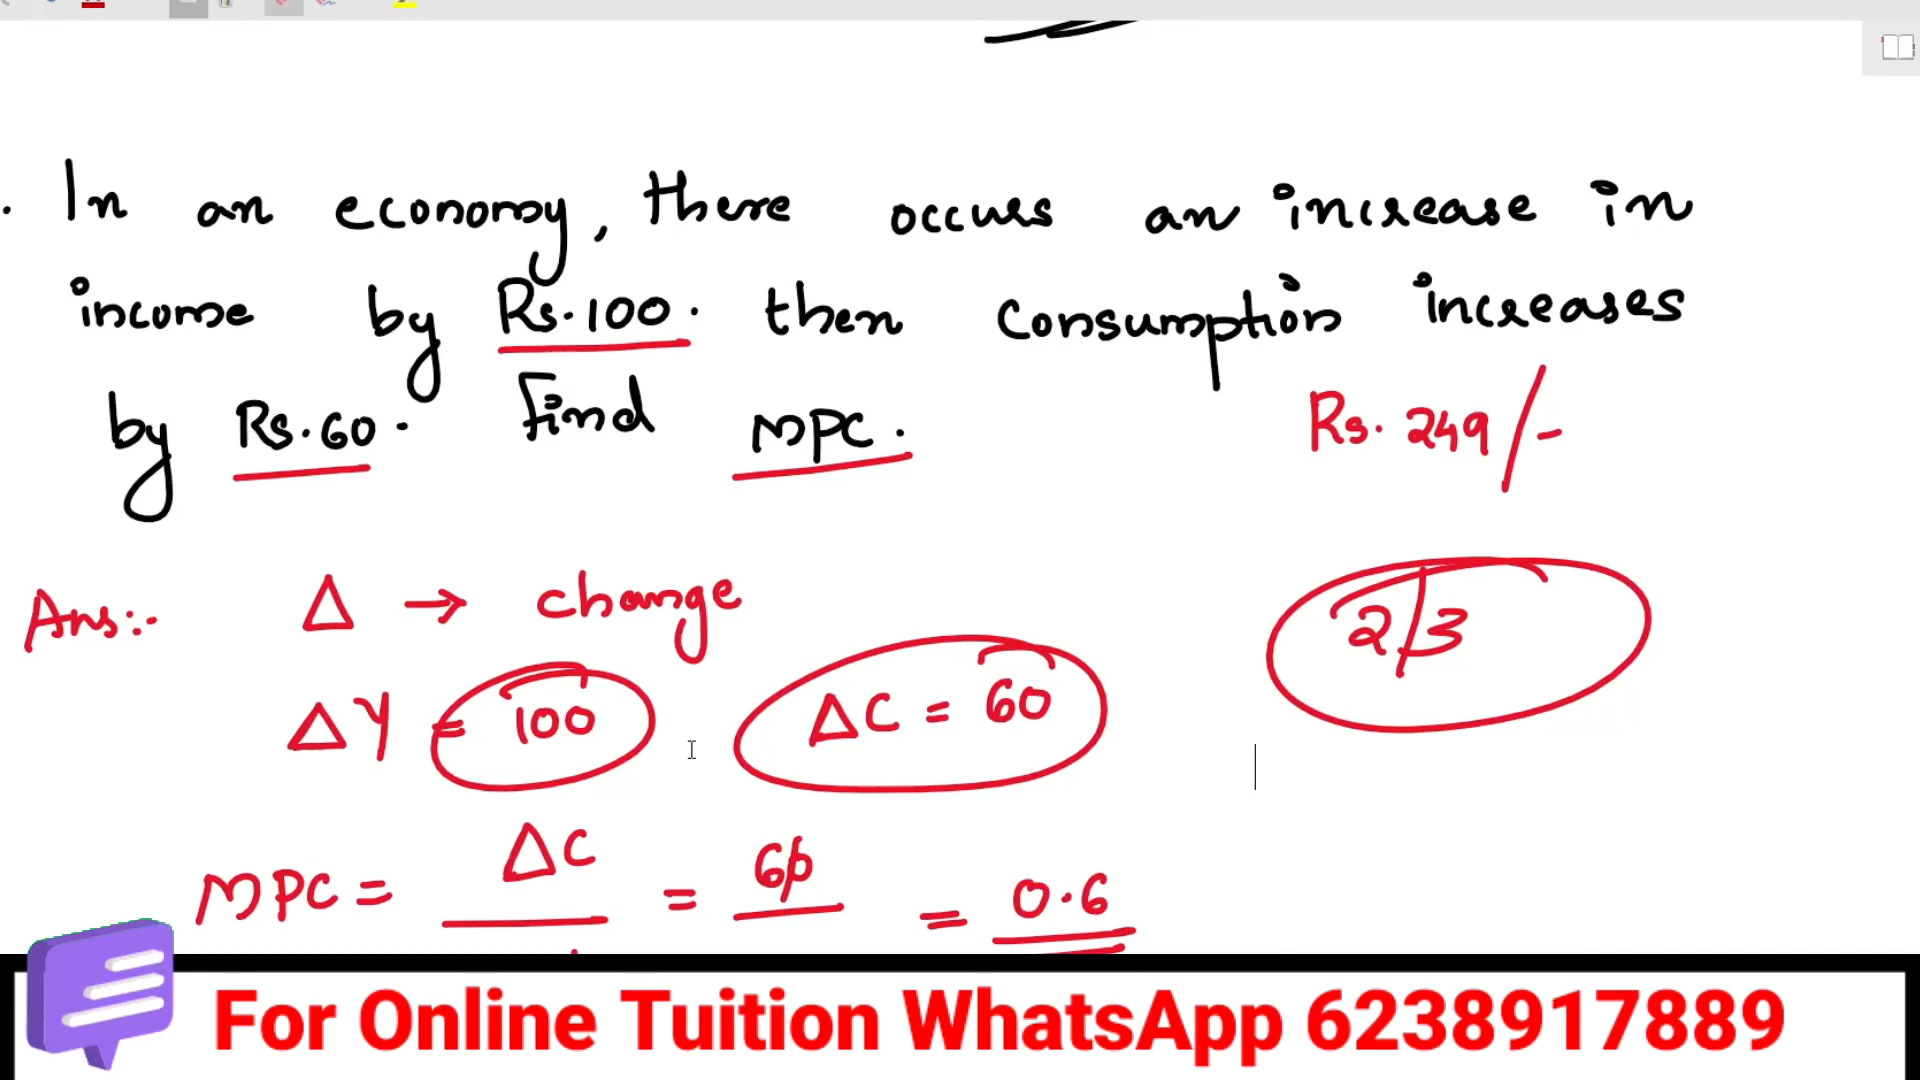 . In an economy, there occurs an increase in
income by Rs.100. then consumption increases
by Rs.60. Find MPC.
Rs. 249/-
Ans:- Δ → change
2/3
ΔY = 100 ΔC = 60
MPC = ΔC = 60 = 0.6
For Online Tuition WhatsApp 6238917889